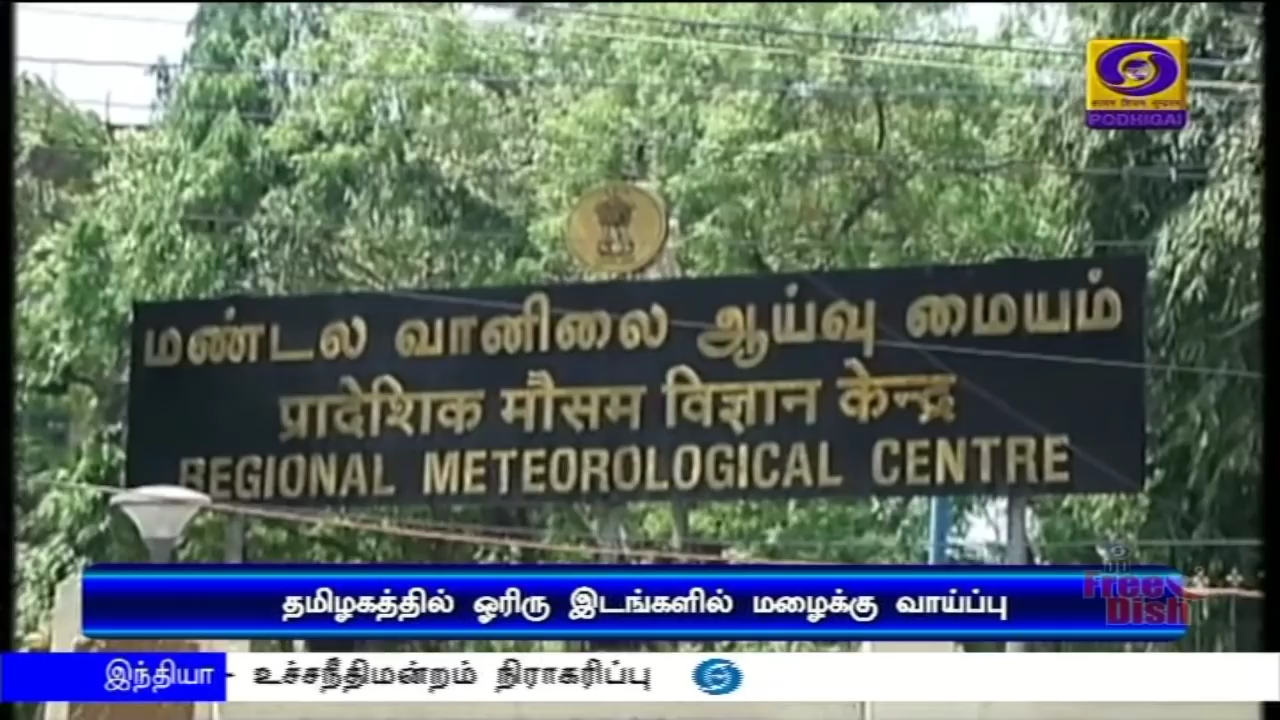 PODHIGAI
மண்டல வானிலை ஆய்வு மையம்
प्रादेशिक मौसम विज्ञान केन्द्र
REGIONAL METEOROLOGICAL CENTRE
தமிழகத்தில் ஓரிரு இடங்களில் மழைக்கு வாய்ப்பு
Free Dish
இந்தியா - உச்சநீதிமன்றம் நிராகரிப்பு